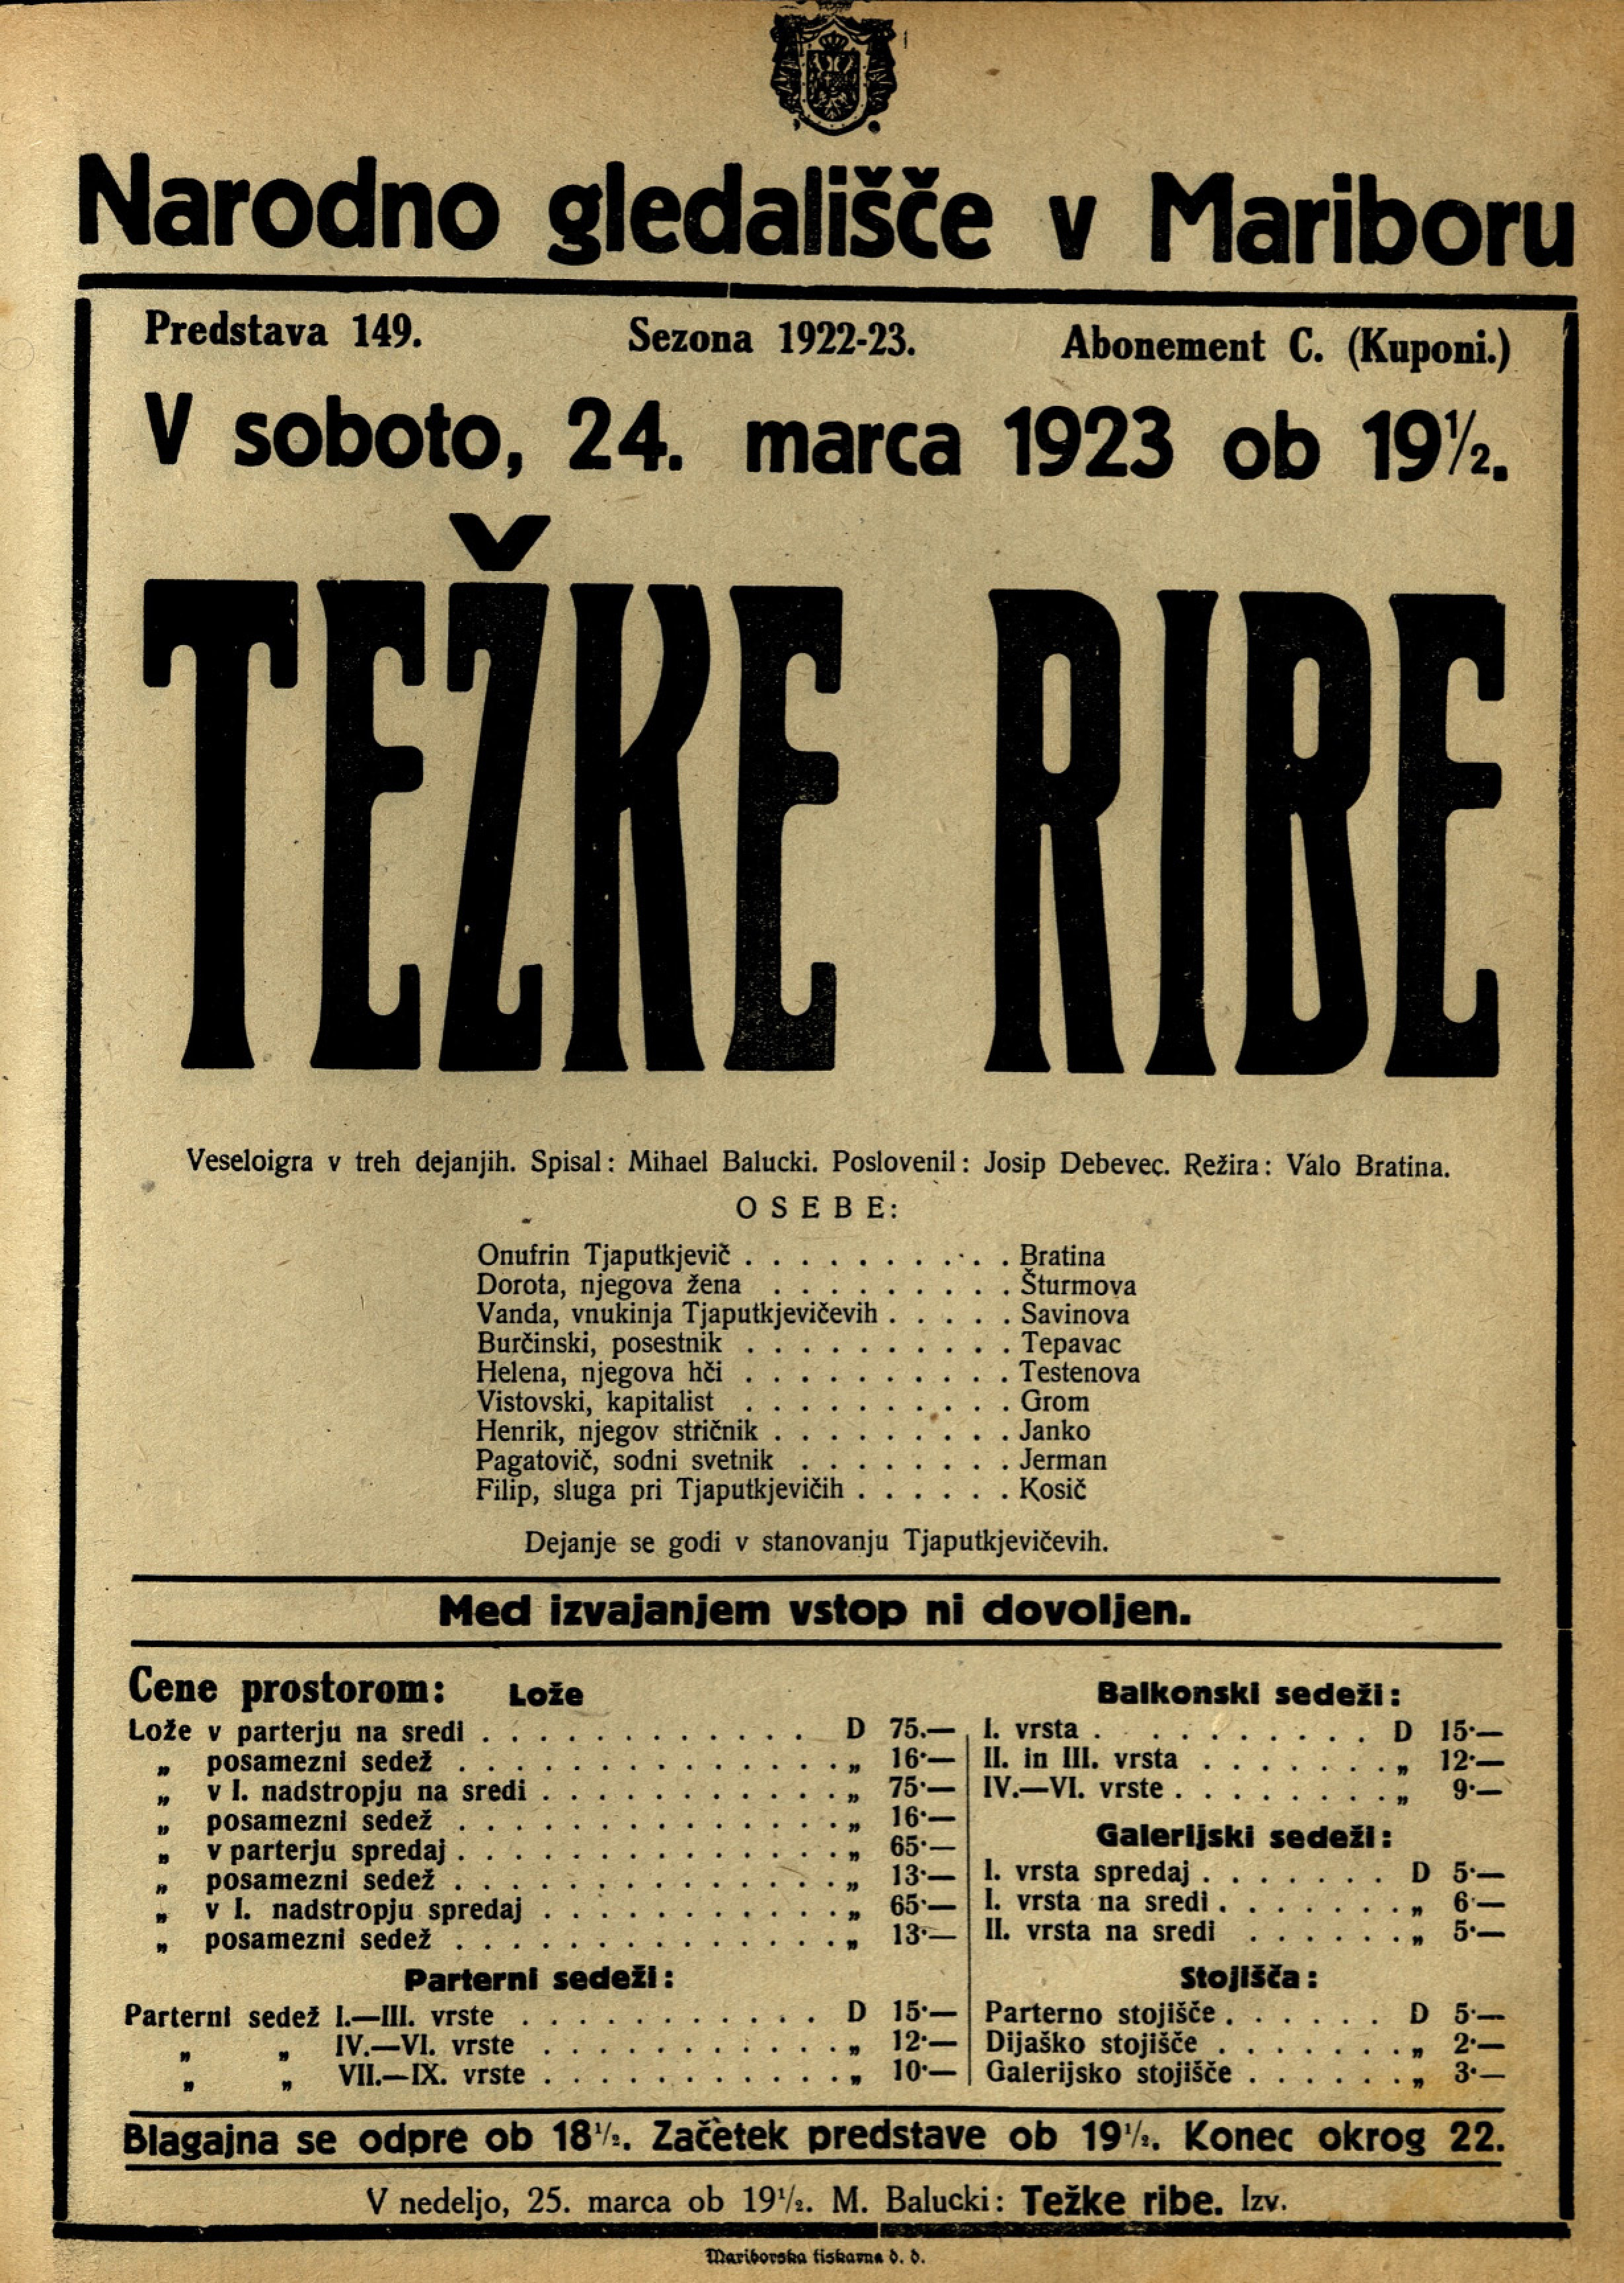 Narodno gledališče v Mariboru
Predstava 149. Sezona 1922-23. Abonement C. (Kuponi.)
V soboto, 24. marca 1923 ob 19½.
TEŽKE RIBE
Veseloigra v treh dejanjih. Spisal: Mihael Balucki. Poslovenil: Josip Debevec. Režira: Valo Bratina.
OSEBE:
Onufrin Tjaputkjevič . . . . . . . . . . Bratina
Dorota, njegova žena . . . . . . . . . Šturmova
Vanda, vnukinja Tjaputkjevičevih . . . . . Savinova
Burčinski, posestnik . . . . . . . . . . Tepavac
Helena, njegova hči . . . . . . . . . . Testenova
Vistovski, kapitalist . . . . . . . . . . Grom
Henrik, njegov stričnik . . . . . . . . . Janko
Pagatovič, sodni svetnik . . . . . . . . Jerman
Filip, sluga pri Tjaputkjevičih . . . . . . Kosič
Dejanje se godi v stanovanju Tjaputkjevičevih.
Med izvajanjem vstop ni dovoljen.
Cene prostorom: Lože
Lože v parterju na sredi . . . . . . . . . . . . D 75.—
„ posamezni sedež . . . . . . . . . . . . . . „ 16·—
„ v I. nadstropju na sredi . . . . . . . . . . . „ 75·—
„ posamezni sedež . . . . . . . . . . . . . . „ 16·—
„ v parterju spredaj . . . . . . . . . . . . . . „ 65·—
„ posamezni sedež . . . . . . . . . . . . . . „ 13·—
„ v I. nadstropju spredaj . . . . . . . . . . . „ 65·—
„ posamezni sedež . . . . . . . . . . . . . . „ 13·—
Parterni sedeži:
Parterni sedež I.—III. vrste . . . . . . . . . . . D 15·—
„ „ IV.—VI. vrste . . . . . . . . . . . „ 12·—
„ „ VII.—IX. vrste . . . . . . . . . . . „ 10·—
Balkonski sedeži:
I. vrsta . . . . . . . . . . D 15·—
II. in III. vrsta . . . . . . . „ 12·—
IV.—VI. vrste . . . . . . . . „ 9·—
Galerijski sedeži:
I. vrsta spredaj . . . . . . . D 5·—
I. vrsta na sredi . . . . . . . „ 6·—
II. vrsta na sredi . . . . . . „ 5·—
Stojišča:
Parterno stojišče . . . . . . D 5·—
Dijaško stojišče . . . . . . . „ 2·—
Galerijsko stojišče . . . . . . „ 3·—
Blagajna se odpre ob 18½. Začetek predstave ob 19½. Konec okrog 22.
V nedeljo, 25. marca ob 19½. M. Balucki: Težke ribe. Izv.
Mariborska tiskarna d. d.